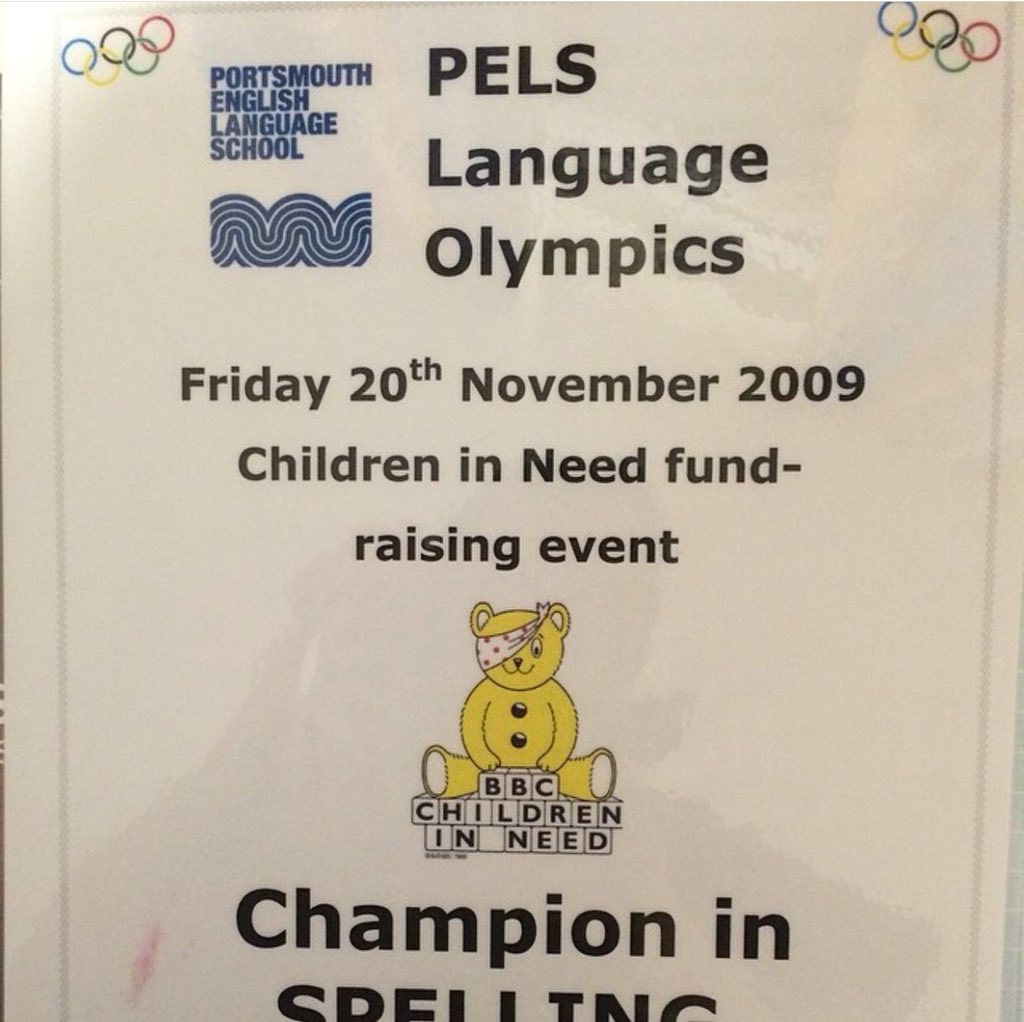 PORTSMOUTH
ENGLISH
LANGUAGE
SCHOOL
PELS
Language
Olympics
Friday 20th November 2009
Children in Need fund-
raising event
BBC
CHILDREN
IN NEED
Champion in
SPELLING